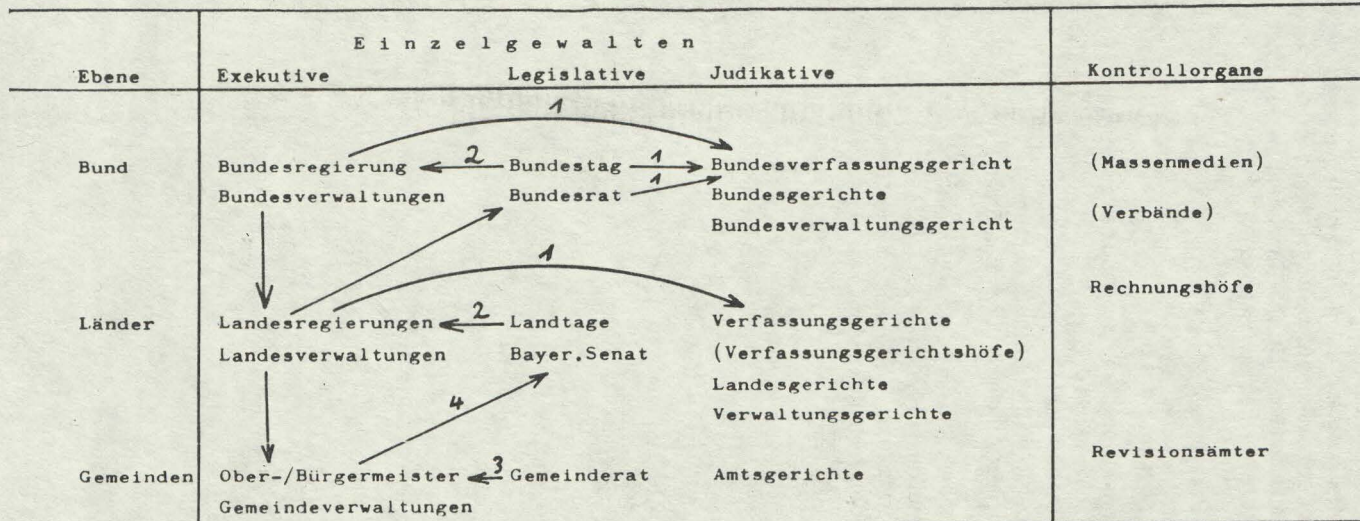 E i n z e l g e w a l t e n
Ebene Exekutive Legislative Judikative Kontrollorgane
1
Bund Bundesregierung 2 Bundestag 1 Bundesverfassungsgericht (Massenmedien)
Bundesverwaltungen Bundesrat 1 Bundesgerichte
(Verbände)
Bundesverwaltungsgericht
1
Rechnungshöfe
Länder Landesregierungen 2 Landtage Verfassungsgerichte
Landesverwaltungen Bayer.Senat (Verfassungsgerichtshöfe)
Landesgerichte
4
Verwaltungsgerichte
Revisionsämter
Gemeinden Ober-/Bürgermeister 3 Gemeinderat Amtsgerichte
Gemeindeverwaltungen